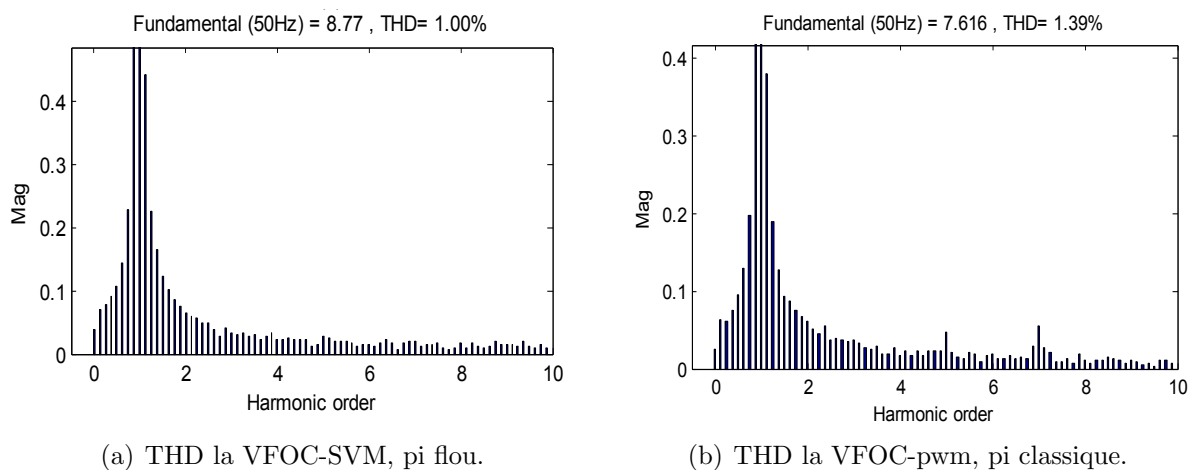 Fundamental (50Hz) = 8.77 , THD= 1.00%
0.4
0.3
0.2
0.1
0
Mag
0 2 4 6 8 10
Harmonic order
(a) THD la VFOC-SVM, pi flou.
Fundamental (50Hz) = 7.616 , THD= 1.39%
0.4
0.3
0.2
0.1
0
Mag
0 2 4 6 8 10
Harmonic order
(b) THD la VFOC-pwm, pi classique.